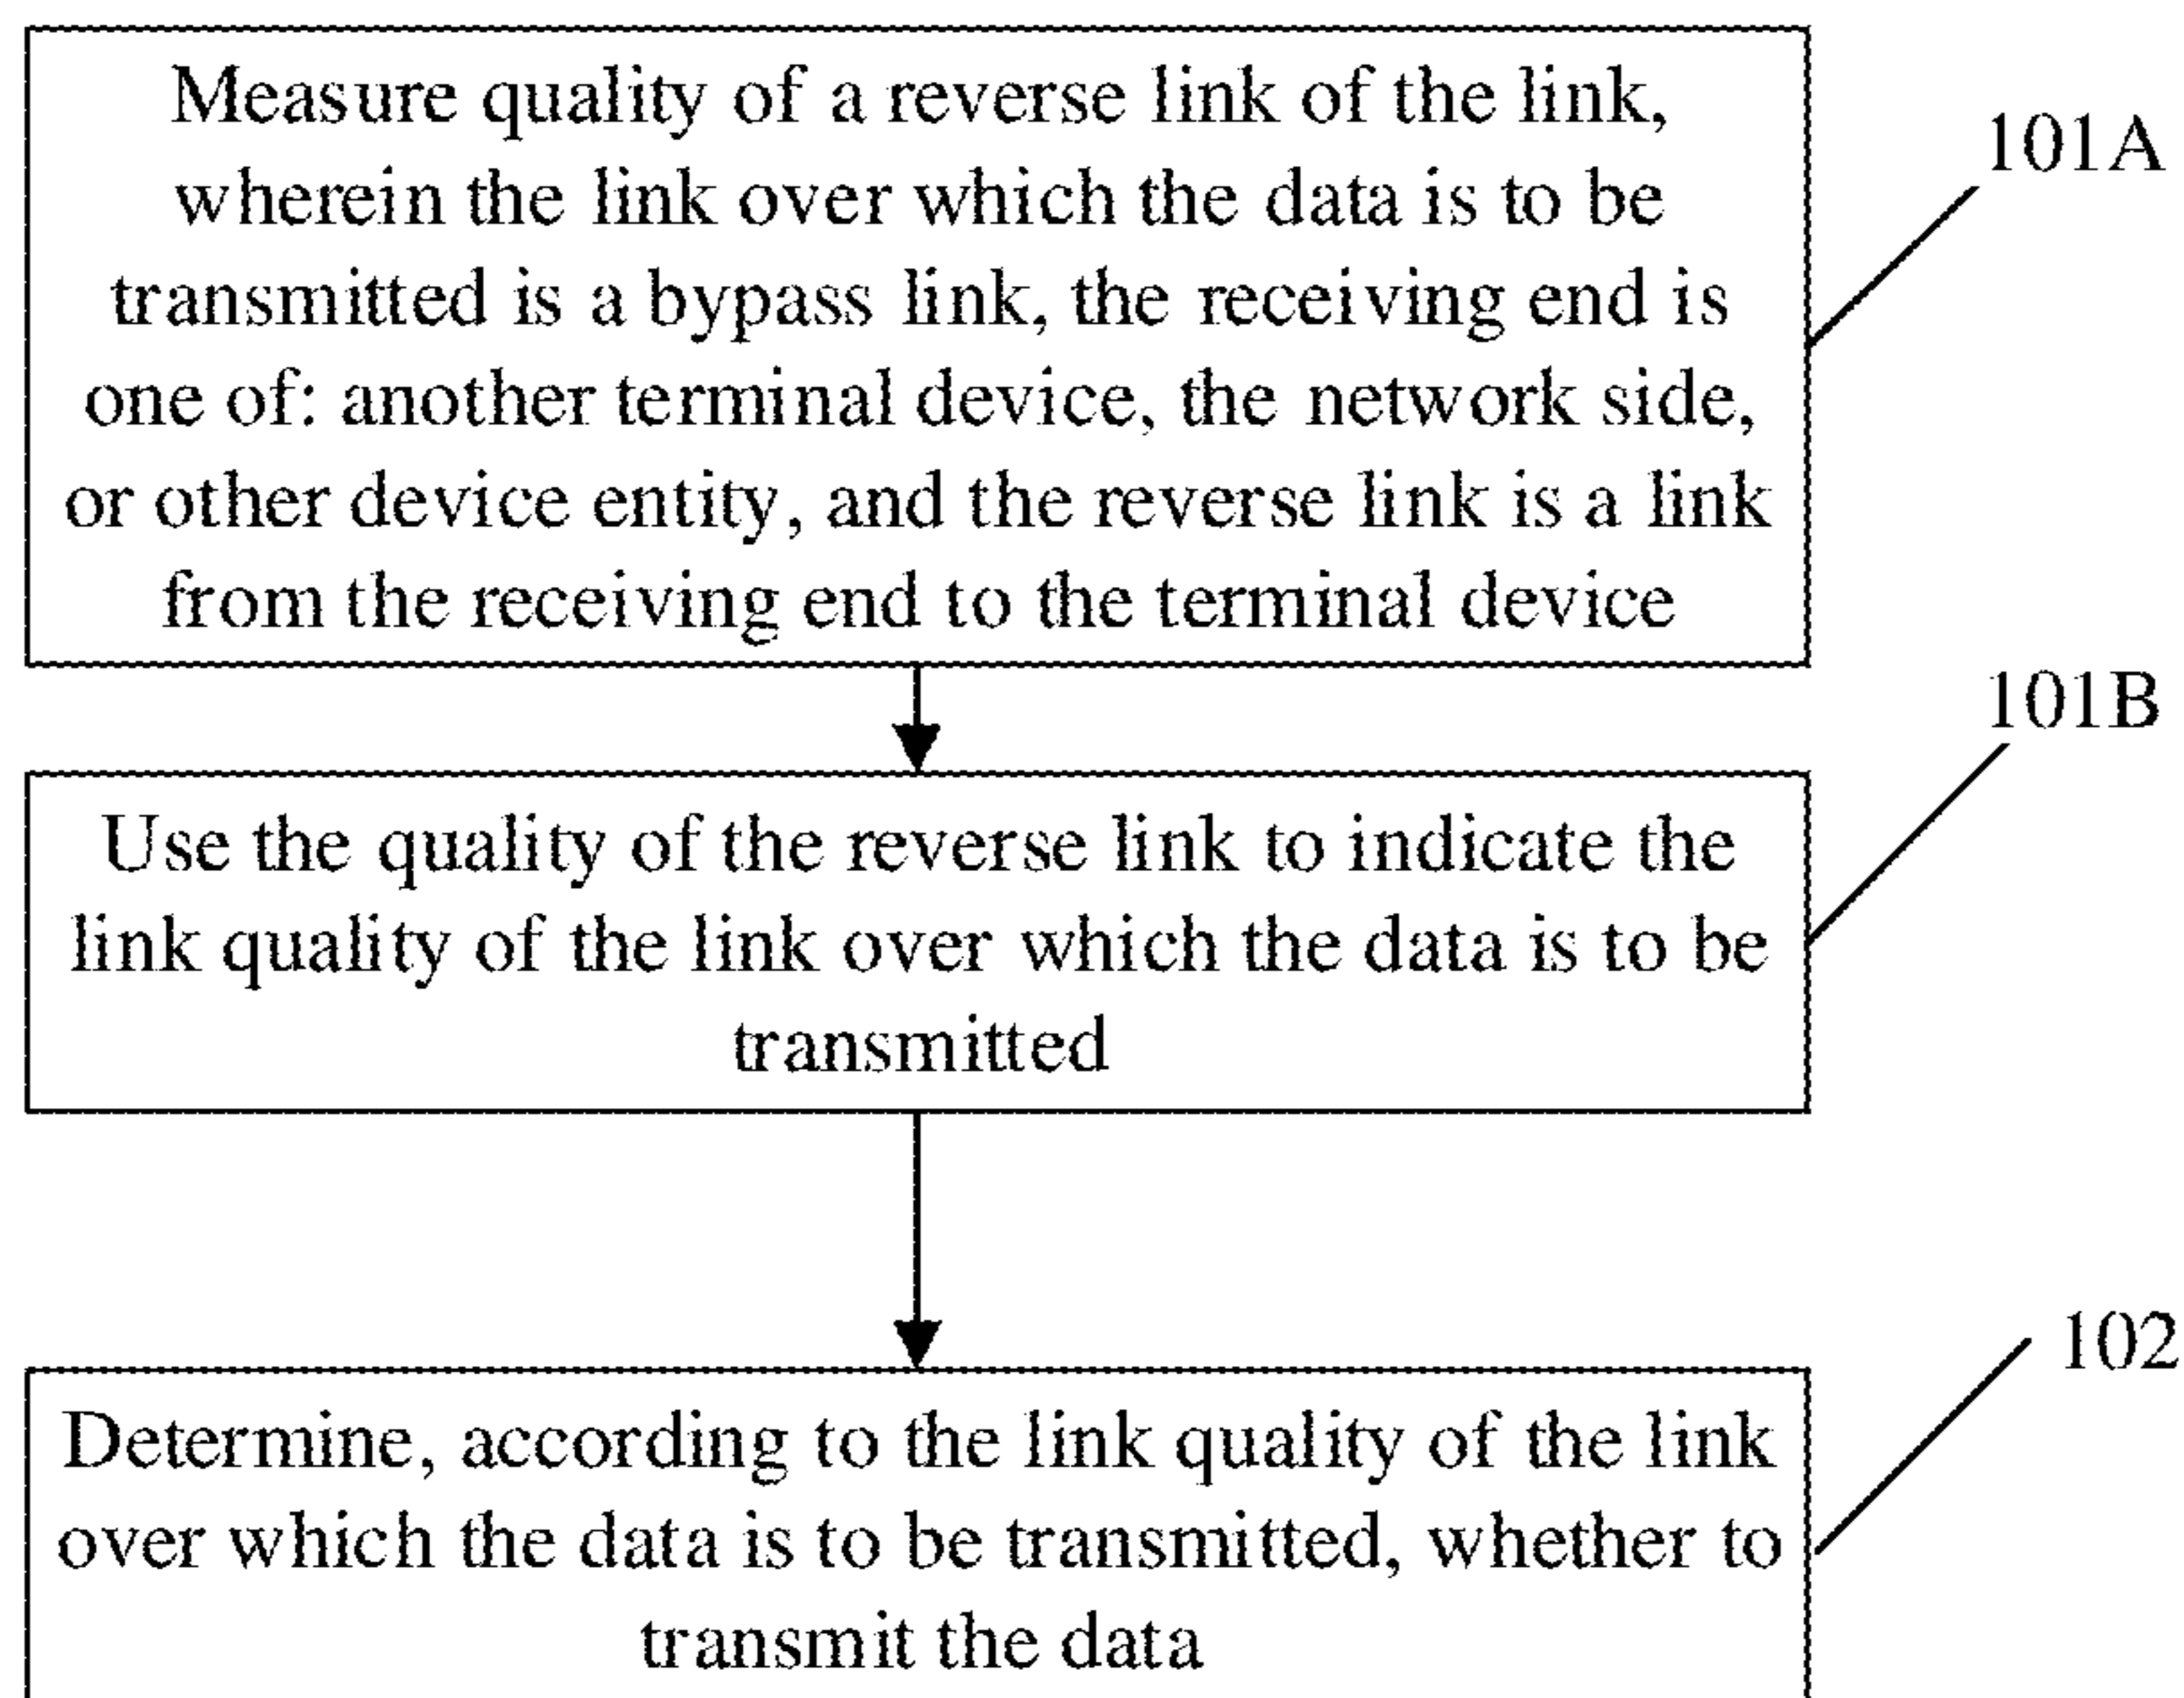 Measure quality of a reverse link of the link,
wherein the link over which the data is to be
transmitted is a bypass link, the receiving end is
one of: another terminal device, the network side,
or other device entity, and the reverse link is a link
from the receiving end to the terminal device
101A
101B
Use the quality of the reverse link to indicate the
link quality of the link over which the data is to be
transmitted
102
Determine, according to the link quality of the link
over which the data is to be transmitted, whether to
transmit the data